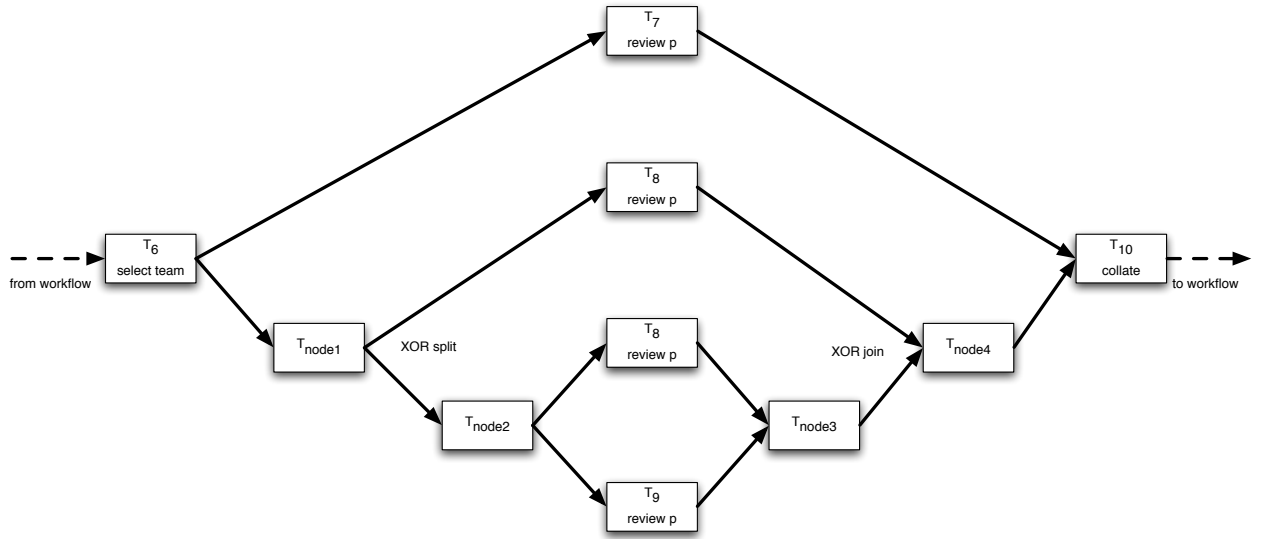 T7
review p
T8
review p
T6
select team
T10
collate
from workflow
to workflow
Tnode1
XOR split
T8
review p
XOR join
Tnode4
Tnode2
Tnode3
T9
review p